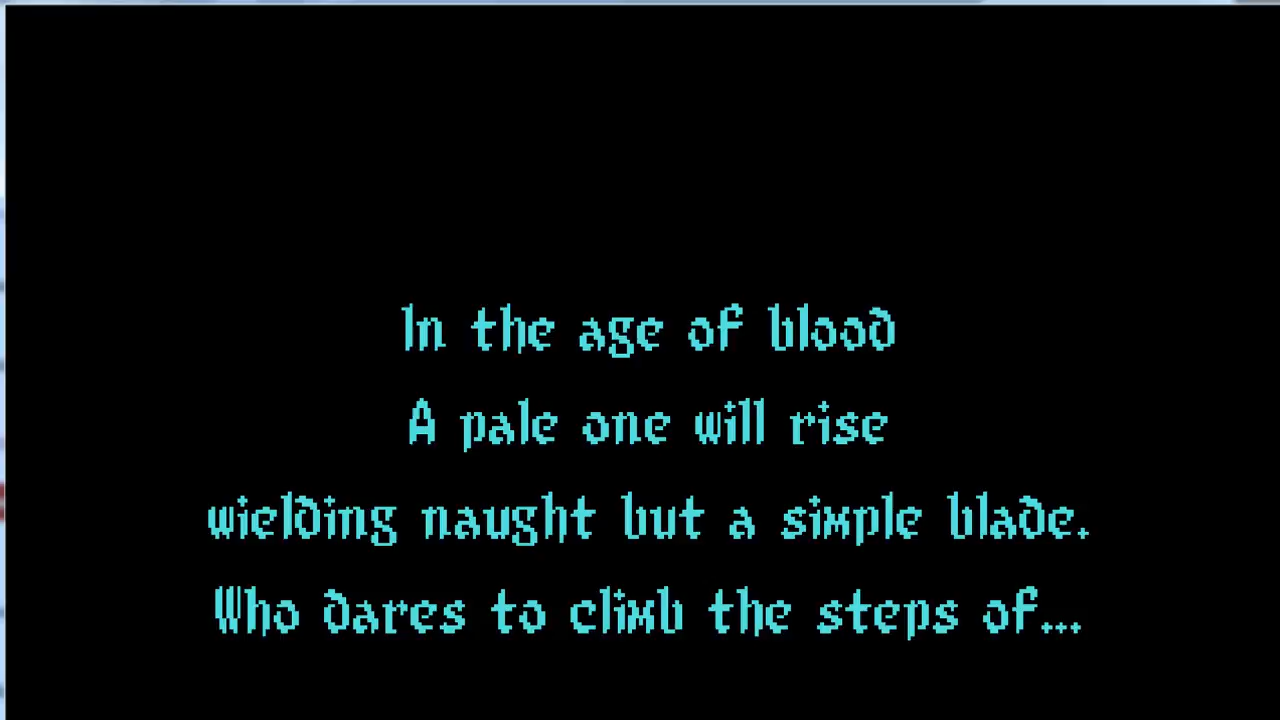 In the age of blood
A pale one will rise
wielding naught but a simple blade.
Who dares to climb the steps of...